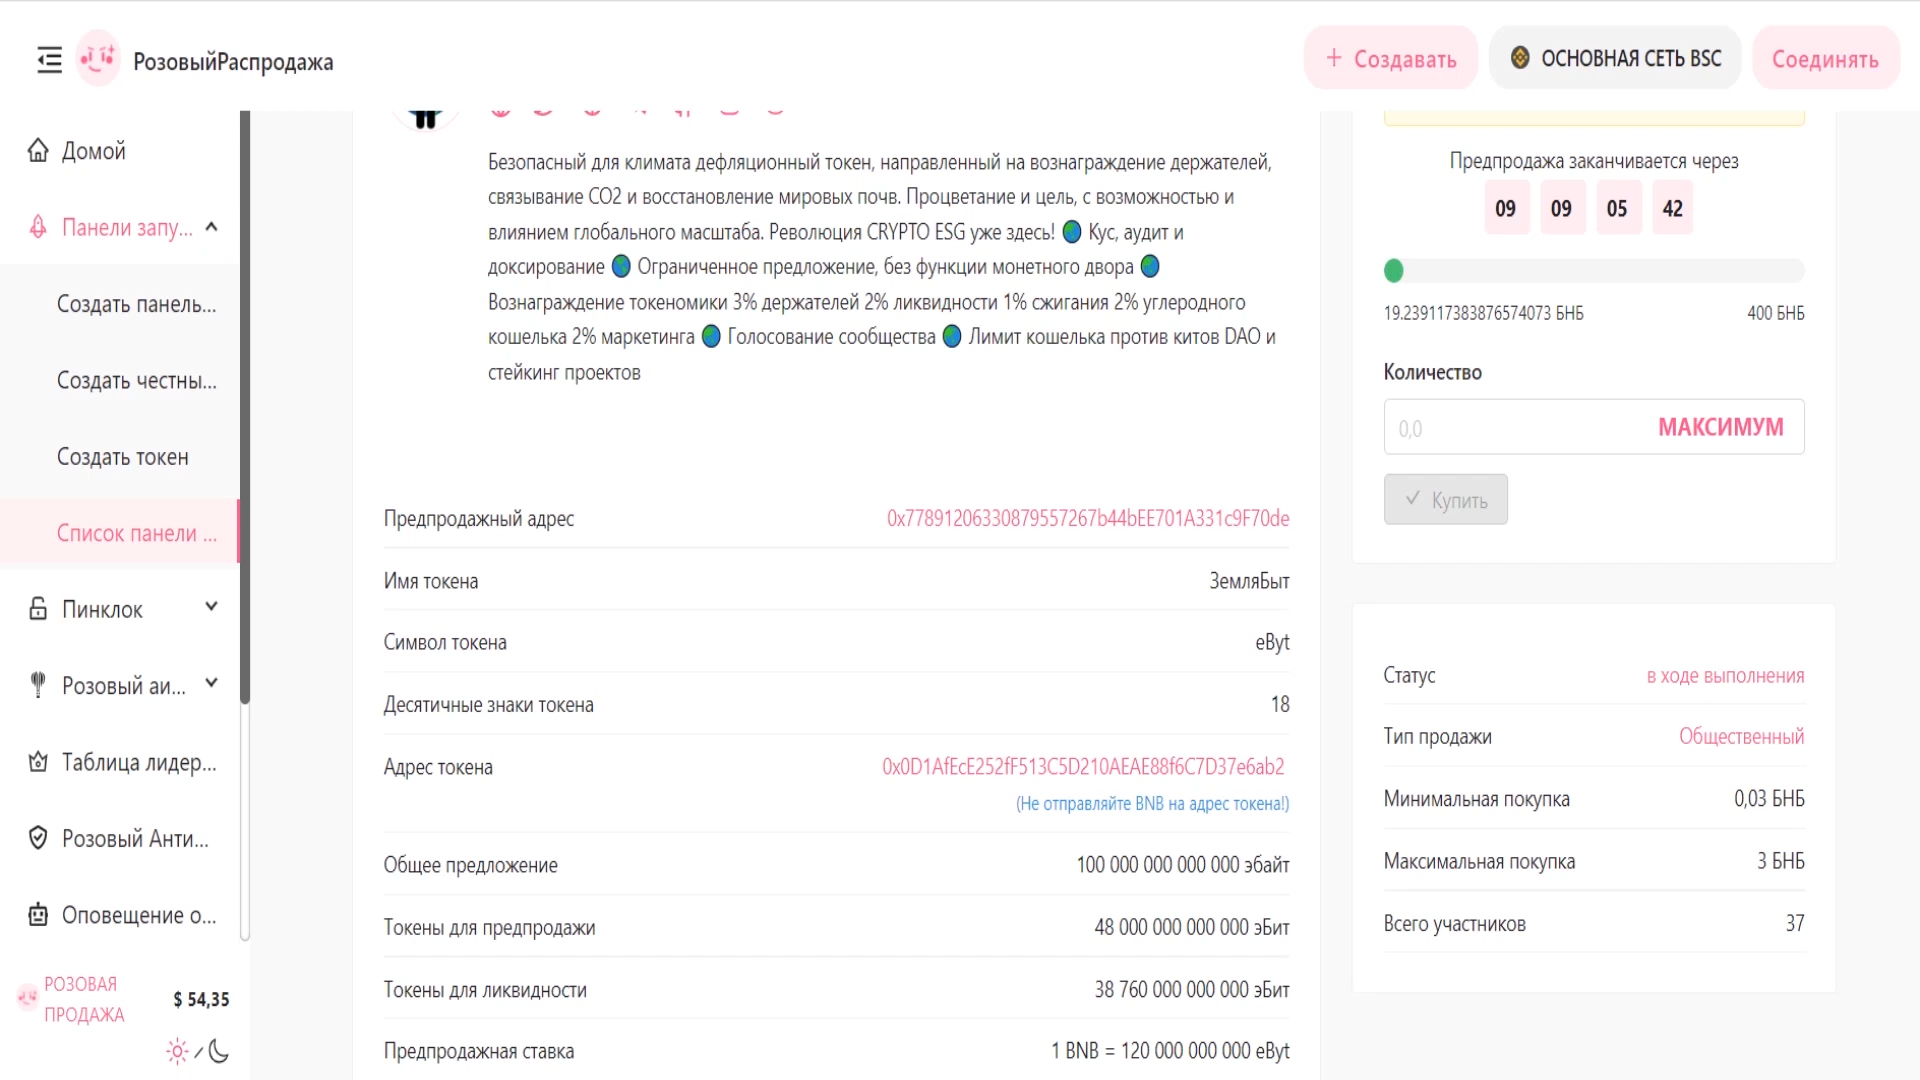 РозовыйРаспродажа
+ Создавать
ОСНОВНАЯ СЕТЬ BSC
Соединять
Домой
Панели запу...
Создать панель...
Создать честны...
Создать токен
Список панели ...
Пинклок
Розовый аи...
Таблица лидер...
Розовый Анти...
Оповещение о...
РОЗОВАЯ
ПРОДАЖА
$ 54,35
Безопасный для климата дефляционный токен, направленный на вознаграждение держателей,
связывание CO2 и восстановление мировых почв. Процветание и цель, с возможностью и
влиянием глобального масштаба. Революция CRYPTO ESG уже здесь! 🌏 Кус, аудит и
доксирование 🌏 Ограниченное предложение, без функции монетного двора 🌏
Вознаграждение токеномики 3% держателей 2% ликвидности 1% сжигания 2% углеродного
кошелька 2% маркетинга 🌏 Голосование сообщества 🌏 Лимит кошелька против китов DAO и
стейкинг проектов
Предпродажный адрес 0x77891206330879557267b44bEE701A331c9F70de
Имя токена ЗемляБыт
Символ токена eByt
Десятичные знаки токена 18
Адрес токена 0x0D1AfEcE252fF513C5D210AEAE88f6C7D37e6ab2
(Не отправляйте BNB на адрес токена!)
Общее предложение 100 000 000 000 000 эбайт
Токены для предпродажи 48 000 000 000 000 эБит
Токены для ликвидности 38 760 000 000 000 эБит
Предпродажная ставка 1 BNB = 120 000 000 000 eByt
Предпродажа заканчивается через
09 09 05 42
19.239117383876574073 БНБ 400 БНБ
Количество
0,0 МАКСИМУМ
Купить
Статус в ходе выполнения
Тип продажи Общественный
Минимальная покупка 0,03 БНБ
Максимальная покупка 3 БНБ
Всего участников 37